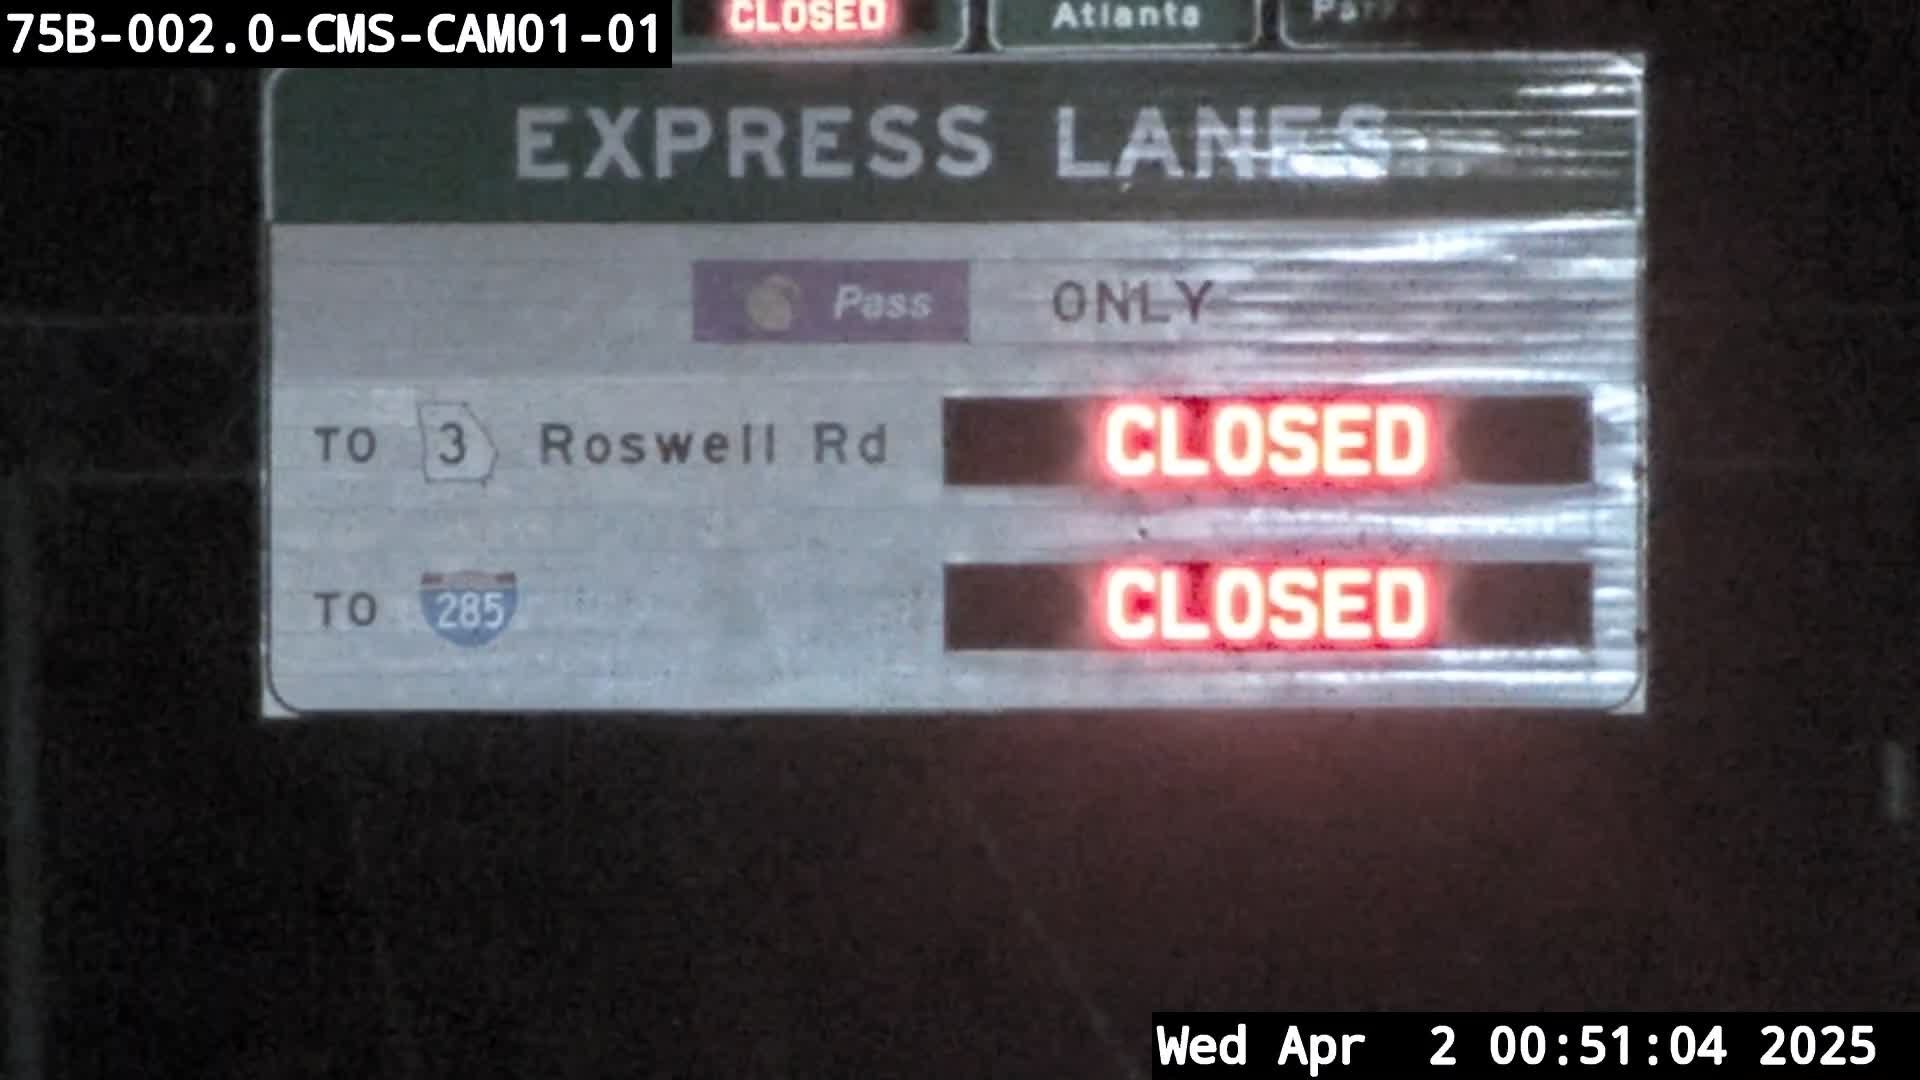 75B-002.0-CMS-CAM01-01
CLOSED
Atlanta
EXPRESS LANES
Pass ONLY
TO 3 Roswell Rd CLOSED
TO 285 CLOSED
Wed Apr 2 00:51:04 2025